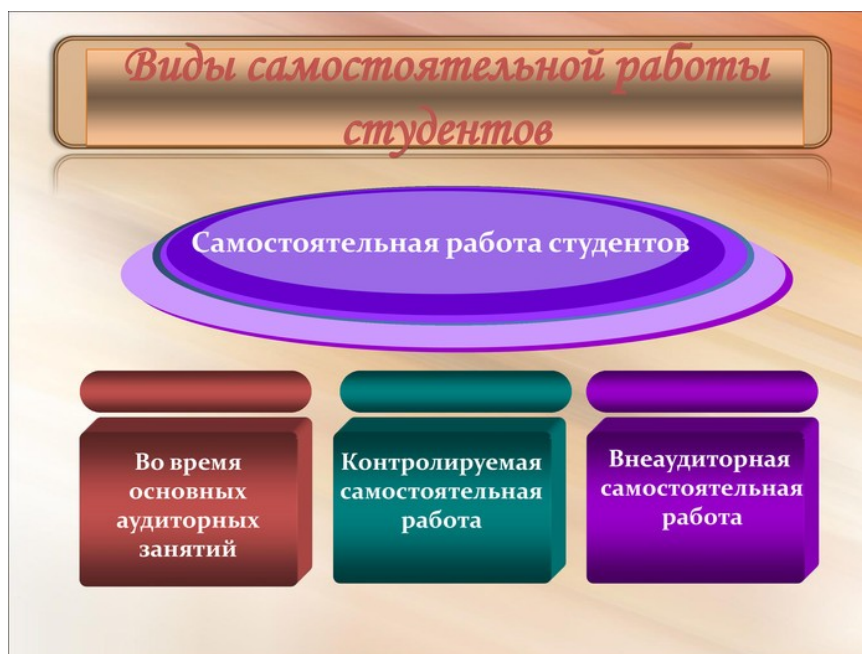 Виды самостоятельной работы
студентов
Самостоятельная работа студентов
Во время
основных
аудиторных
занятий
Контролируемая
самостоятельная
работа
Внеаудиторная
самостоятельная
работа